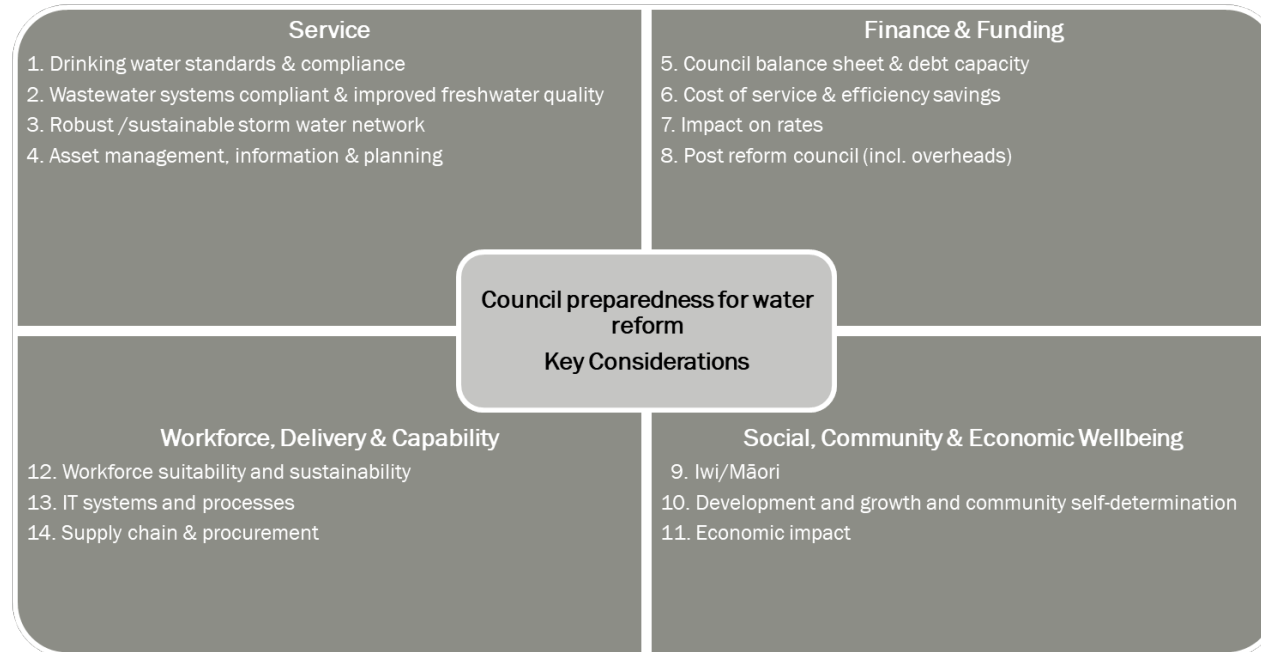 Service
1. Drinking water standards & compliance
2. Wastewater systems compliant & improved freshwater quality
3. Robust /sustainable storm water network
4. Asset management, information & planning
Finance & Funding
5. Council balance sheet & debt capacity
6. Cost of service & efficiency savings
7. Impact on rates
8. Post reform council (incl. overheads)
Council preparedness for water
reform
Key Considerations
Workforce, Delivery & Capability
12. Workforce suitability and sustainability
13. IT systems and processes
14. Supply chain & procurement
Social, Community & Economic Wellbeing
9. Iwi/Māori
10. Development and growth and community self-determination
11. Economic impact